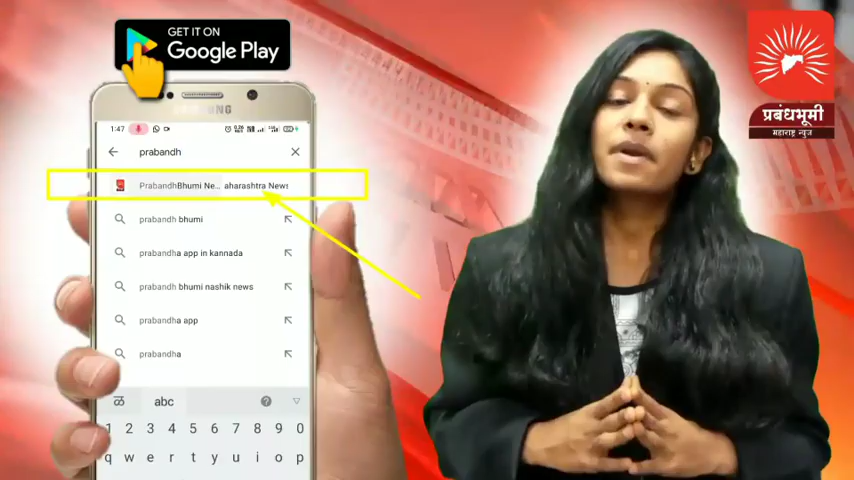 GET IT ON
Google Play
SAMSUNG
1:47
prabandh
PrabandhBhumi Ne... aharashtra News
prabandh bhumi
prabandha app in kannada
prabandh bhumi nashik news
prabandha app
prabandha
abc
1 2 3 4 5 6 7 8 9 0
q w e r t y u i o p
प्रबंधभूमी
महाराष्ट्र न्युज